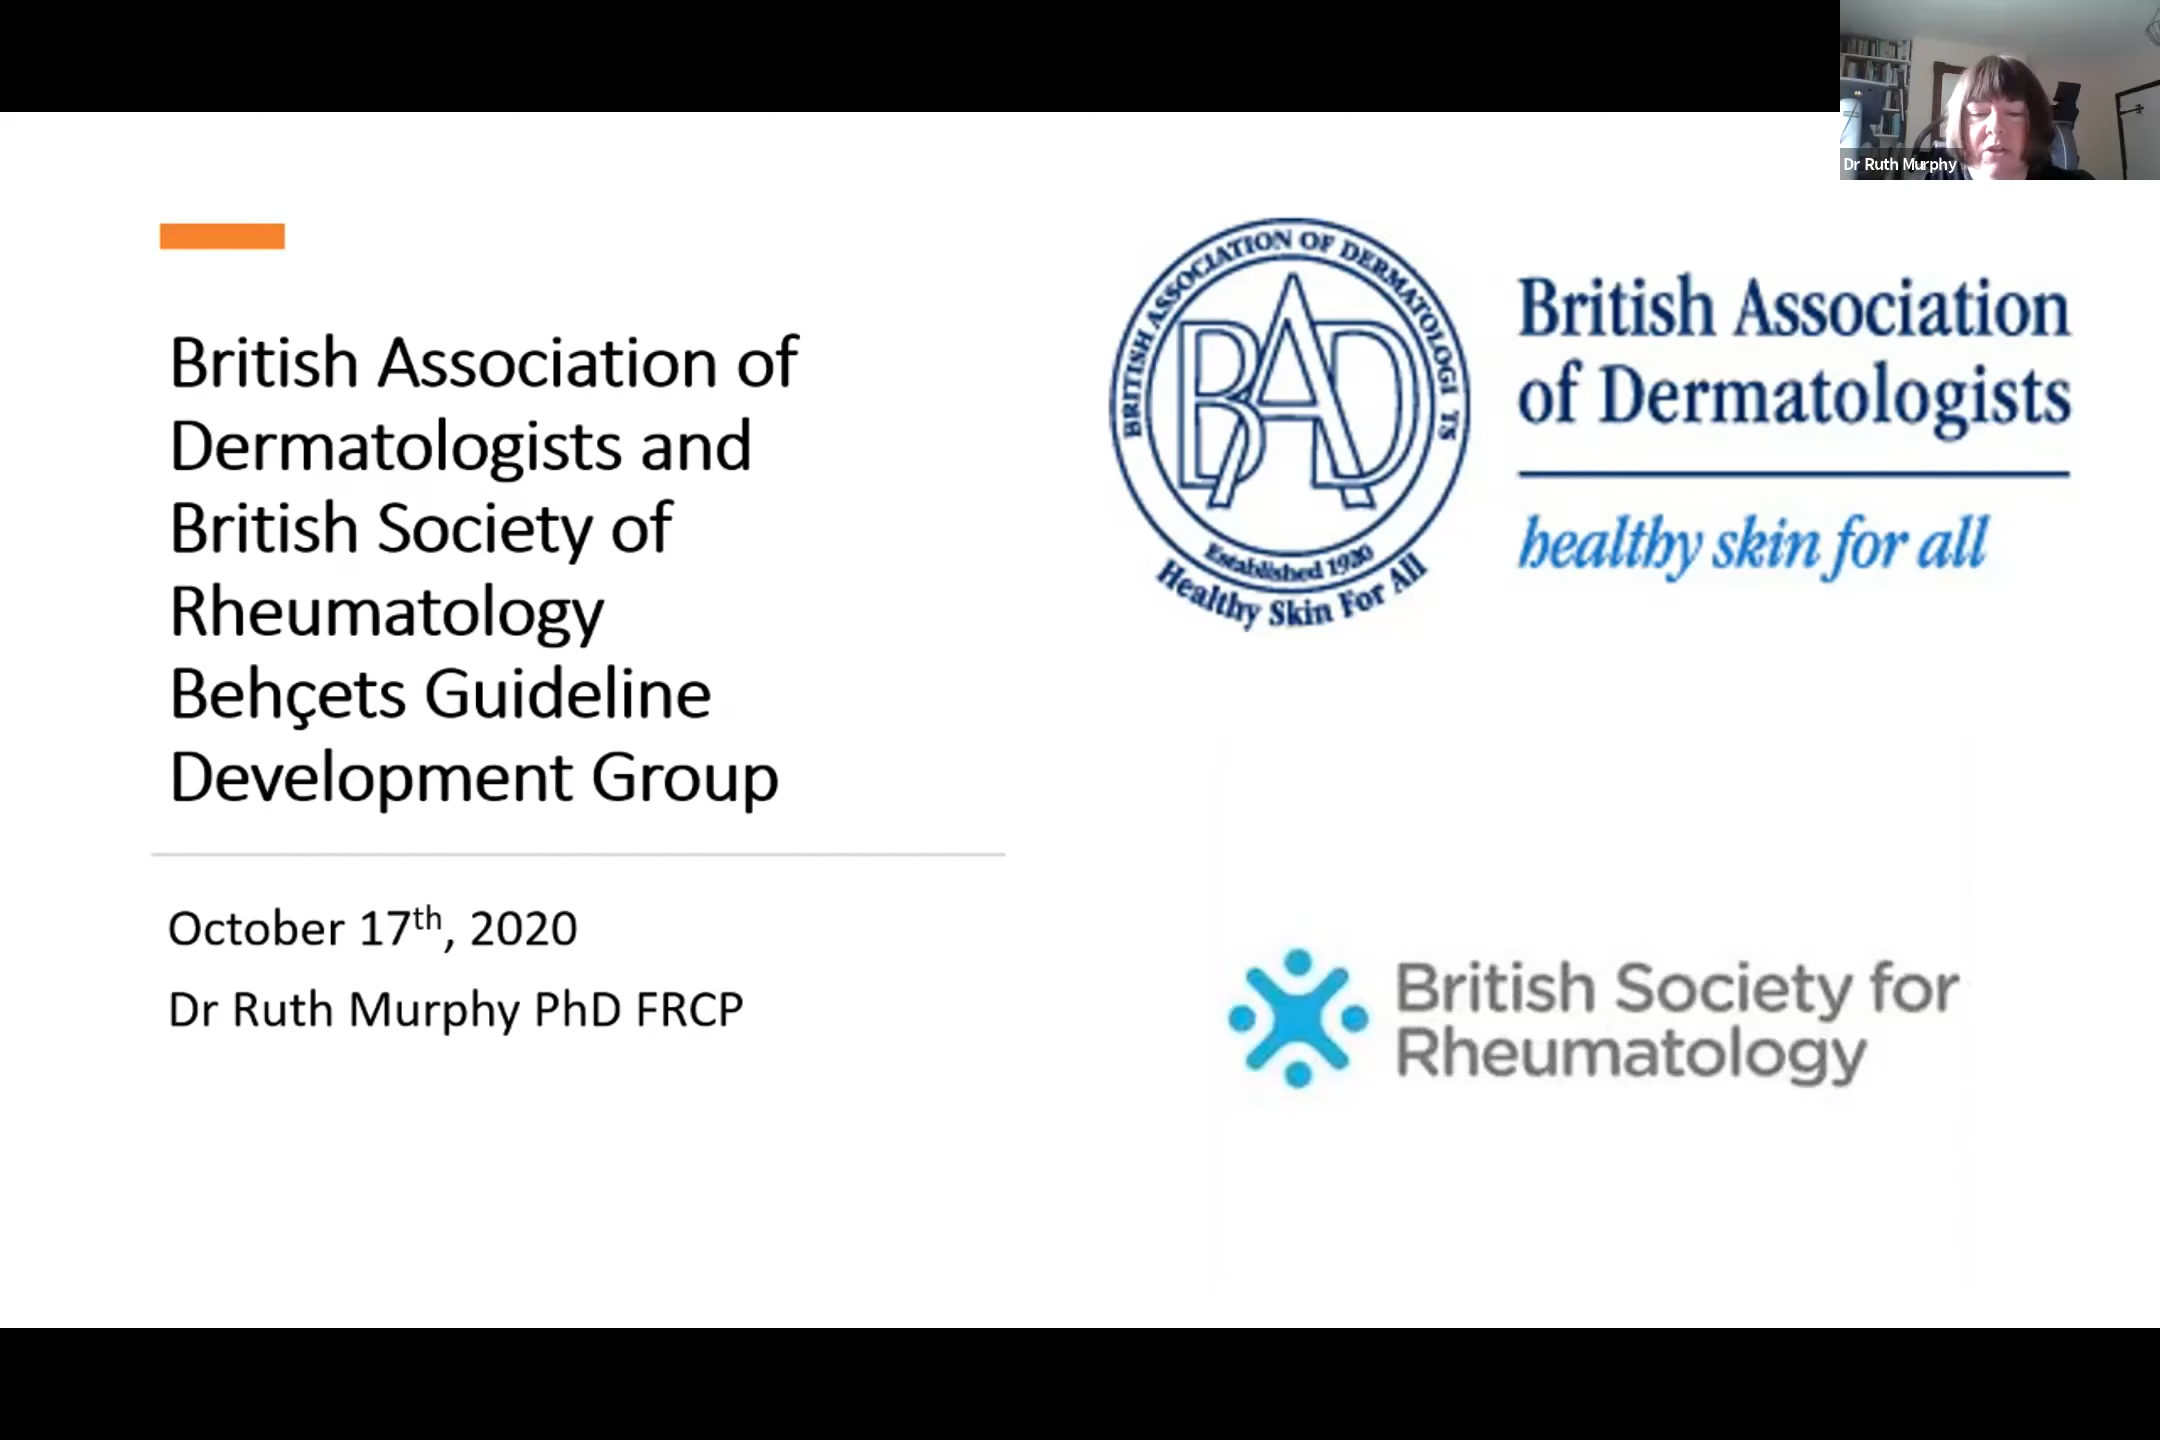 Dr Ruth Murphy
British Association of
Dermatologists and
British Society of
Rheumatology
Behçets Guideline
Development Group
October 17th, 2020
Dr Ruth Murphy PhD FRCP
BRITISH ASSOCIATION OF DERMATOLOGI TS
BAD
Established 1920
Healthy Skin For All
British Association
of Dermatologists
healthy skin for all
British Society for
Rheumatology